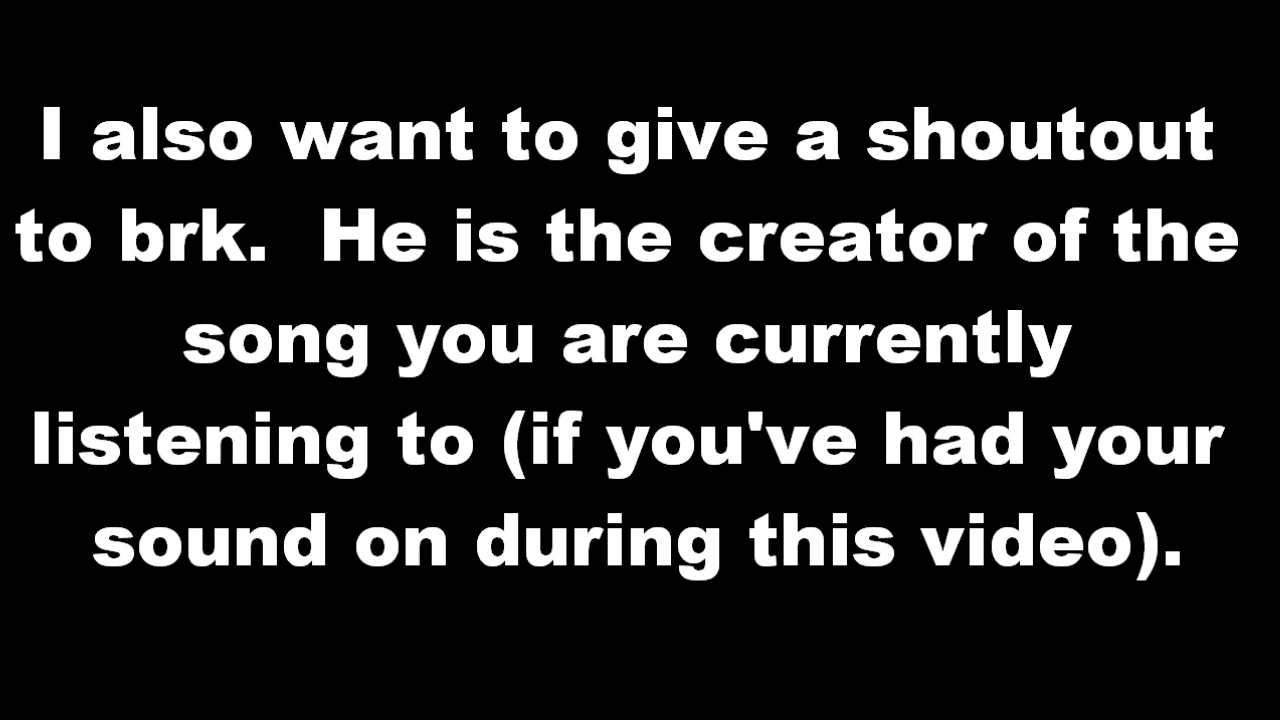 I also want to give a shoutout
to brk.  He is the creator of the
song you are currently
listening to (if you've had your
sound on during this video).